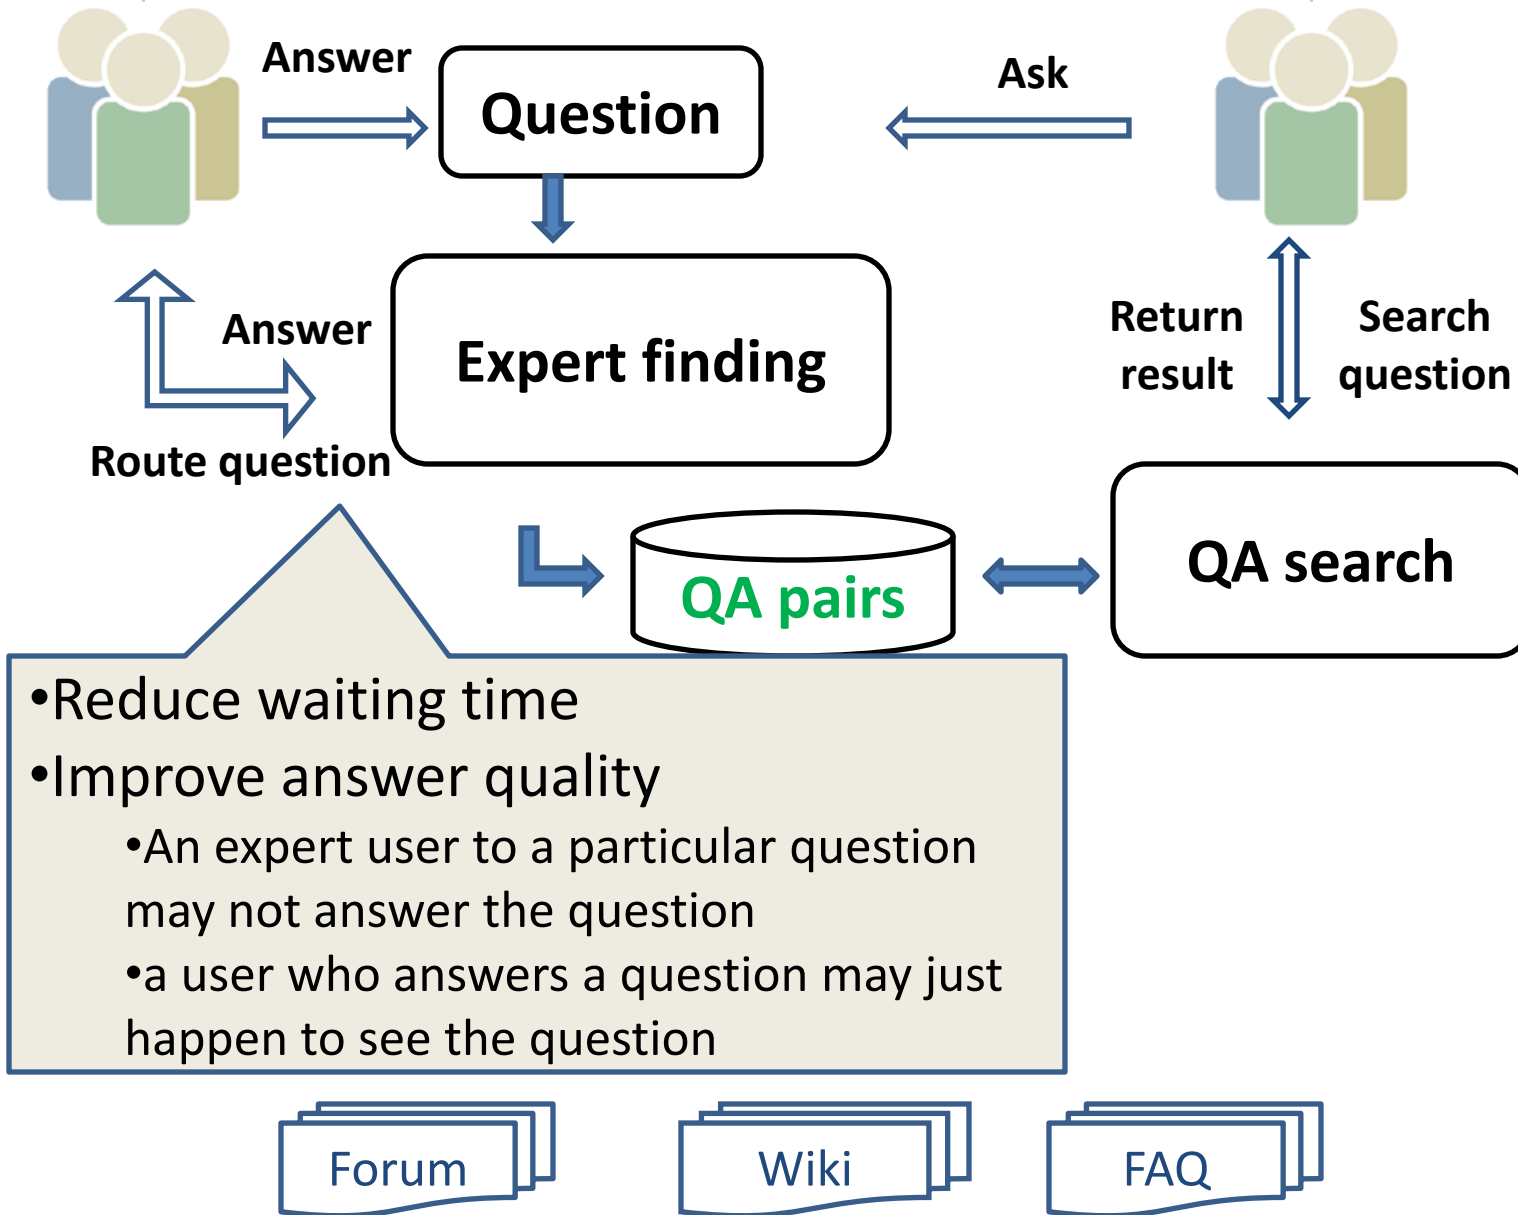 Answer
Question
Ask
Answer
Expert finding
Return
result
Search
question
Route question
QA pairs
QA search
•Reduce waiting time
•Improve answer quality
•An expert user to a particular question
may not answer the question
•a user who answers a question may just
happen to see the question
Forum
Wiki
FAQ